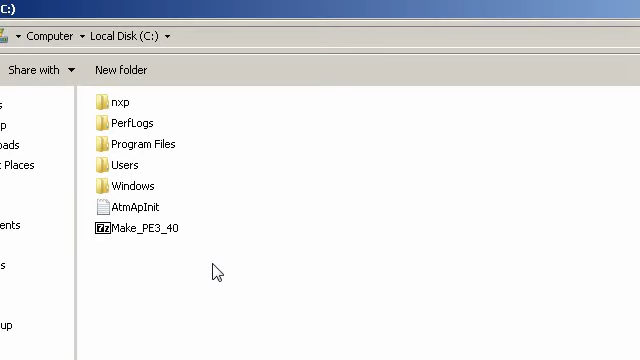 C:)
Computer Local Disk (C:)
Share with New folder
s
nxp
p
PerfLogs
oads
Program Files
t Places
Users
Windows
AtmApInit
ents
7z Make_PE3_40
s
up